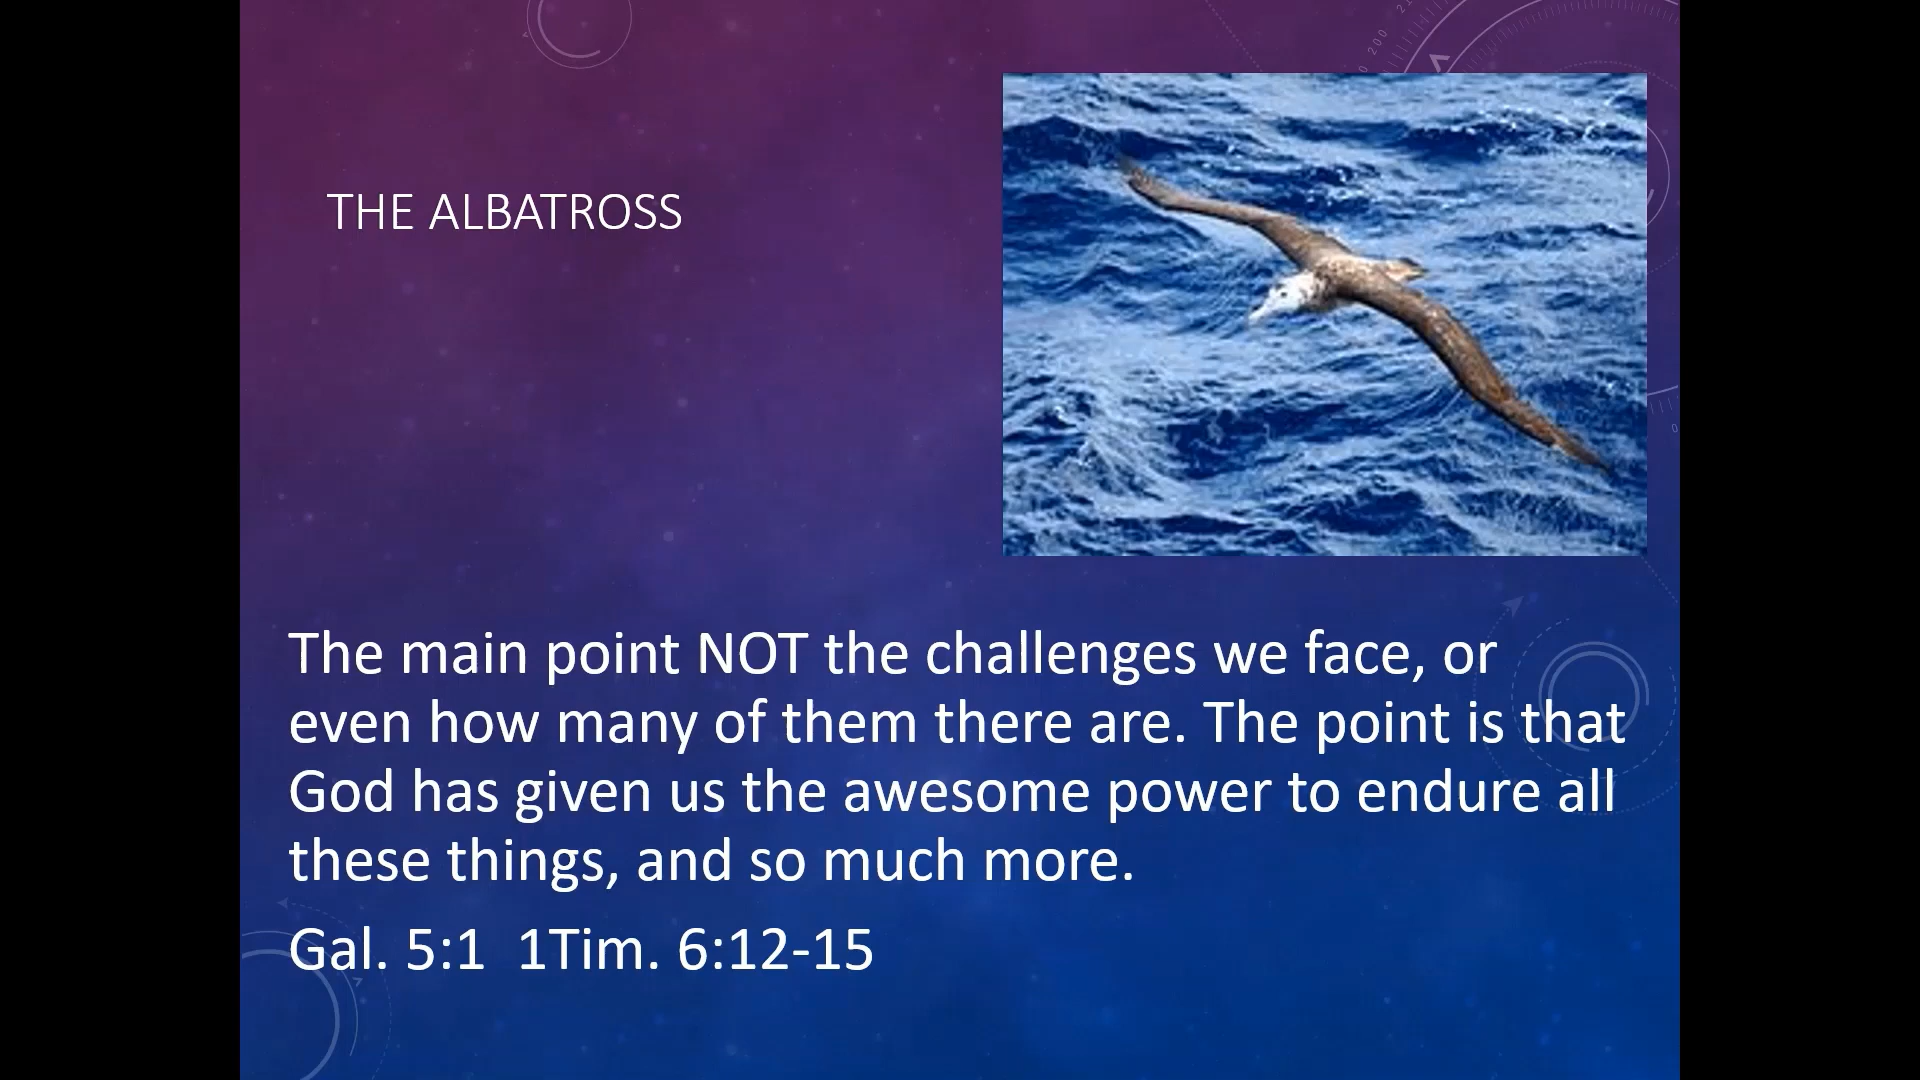 THE ALBATROSS
The main point NOT the challenges we face, or
even how many of them there are. The point is that
God has given us the awesome power to endure all
these things, and so much more.
Gal. 5:1  1Tim. 6:12-15
200